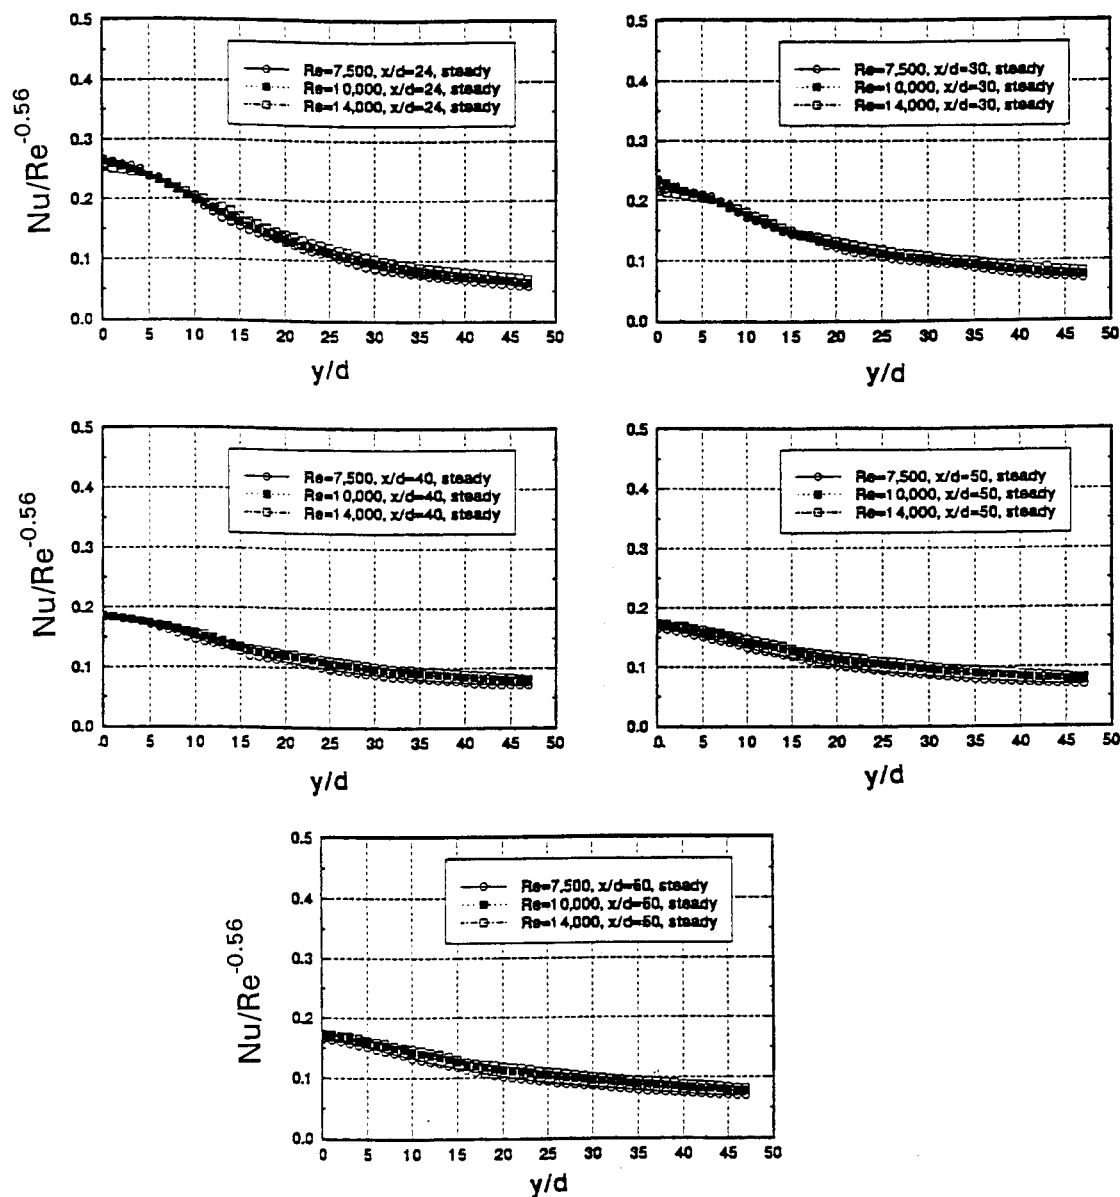 0.5
0.4
0.3
0.2
0.1
0.0
Nu/Re-0.56
Re=7,500, x/d=24, steady
Re=10,000, x/d=24, steady
Re=14,000, x/d=24, steady
0 5 10 15 20 25 30 35 40 45 50
y/d
0.5
0.4
0.3
0.2
0.1
0.0
Re=7,500, x/d=30, steady
Re=10,000, x/d=30, steady
Re=14,000, x/d=30, steady
0 5 10 15 20 25 30 35 40 45 50
y/d
0.5
0.4
0.3
0.2
0.1
0.0
Nu/Re-0.56
Re=7,500, x/d=40, steady
Re=10,000, x/d=40, steady
Re=14,000, x/d=40, steady
0 5 10 15 20 25 30 35 40 45 50
y/d
0.5
0.4
0.3
0.2
0.1
0.0
Re=7,500, x/d=50, steady
Re=10,000, x/d=50, steady
Re=14,000, x/d=50, steady
0 5 10 15 20 25 30 35 40 45 50
y/d
0.5
0.4
0.3
0.2
0.1
0.0
Nu/Re-0.56
Re=7,500, x/d=60, steady
Re=10,000, x/d=60, steady
Re=14,000, x/d=60, steady
0 5 10 15 20 25 30 35 40 45 50
y/d